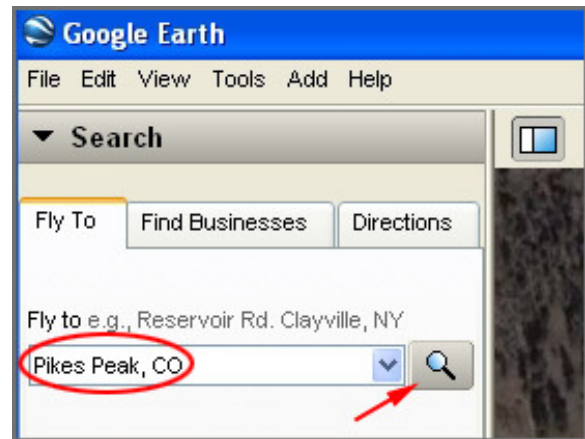 Google Earth
File Edit View Tools Add Help
Search
Fly To Find Businesses Directions
Fly to e.g., Reservoir Rd. Clayville, NY
Pikes Peak, CO